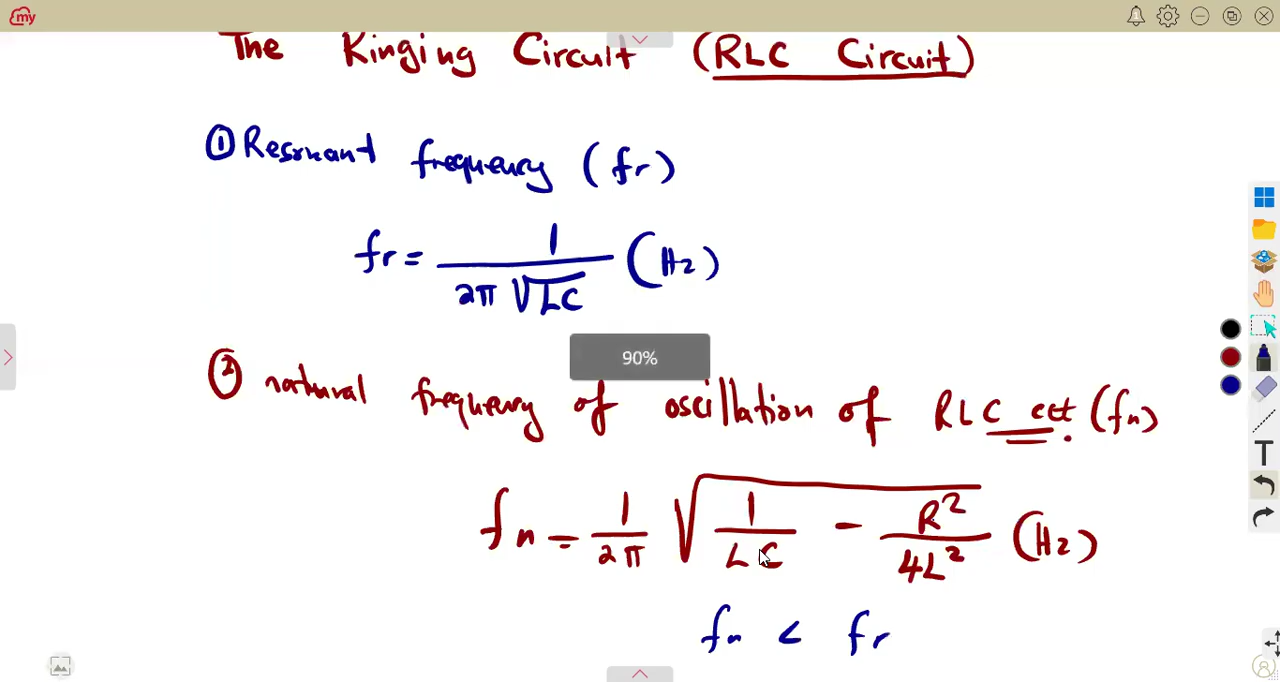 my
The Ringing Circuit (RLC Circuit)
① Resonant frequency (fr)
fr = 1 / 2π √LC (Hz)
90%
② natural frequency of oscillation of RLC cct. (fn)
fn = 1 / 2π √ 1 / LC - R² / 4L² (Hz)
fn < fr
T